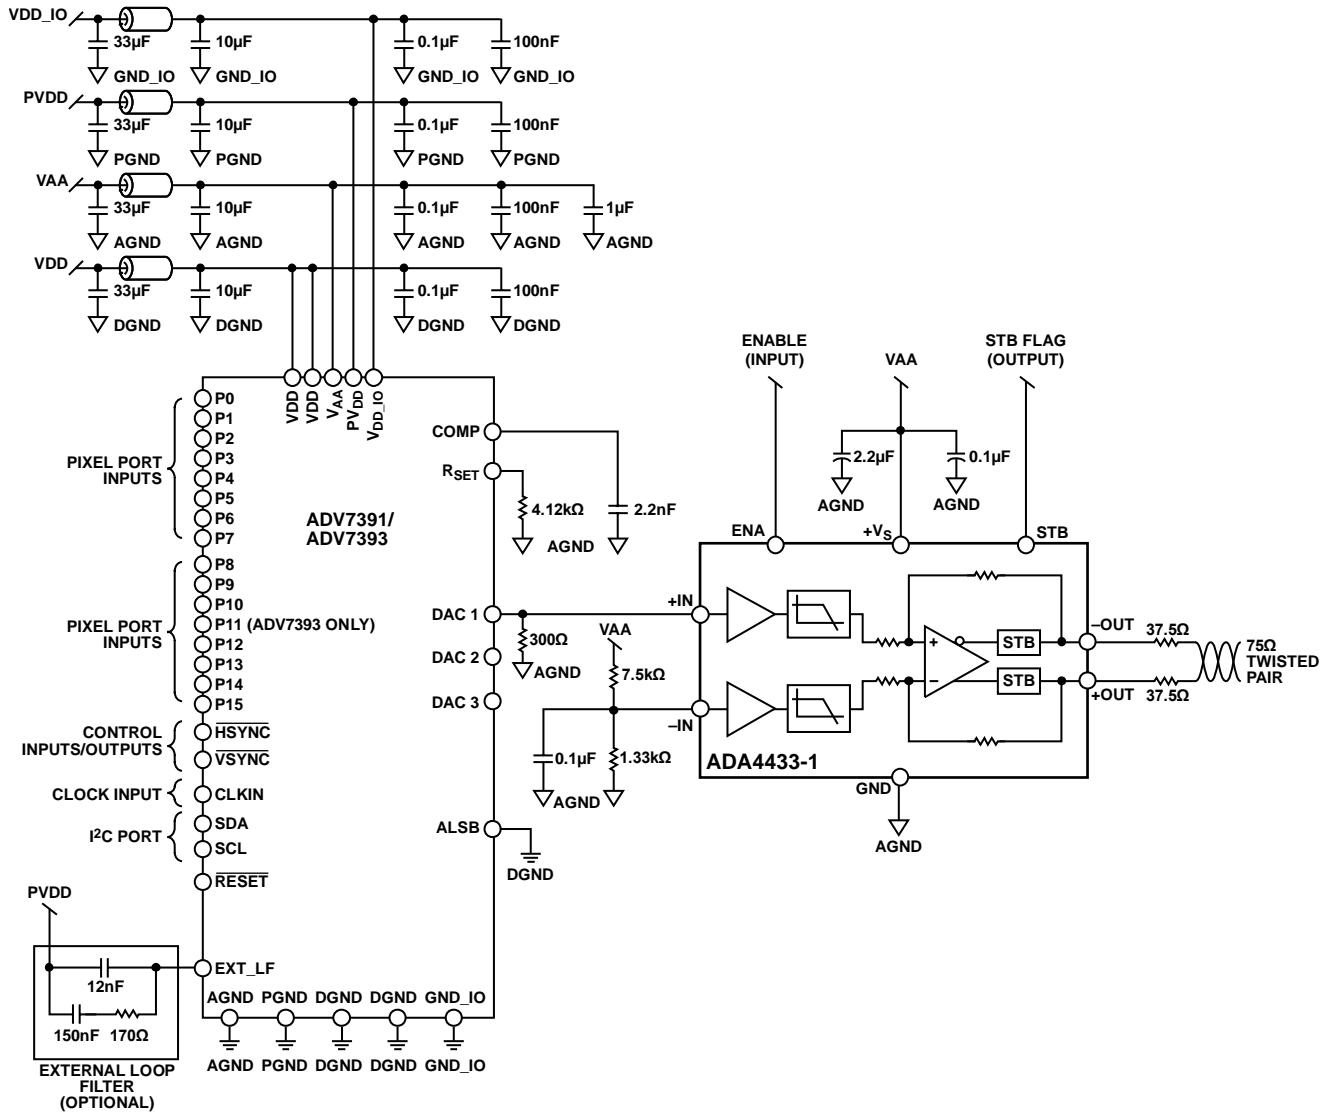 VDD_IO
33µF
10µF
0.1µF
100nF
GND_IO
GND_IO
GND_IO
GND_IO
PVDD
33µF
10µF
0.1µF
100nF
PGND
PGND
PGND
PGND
VAA
33µF
10µF
0.1µF
100nF
1µF
AGND
AGND
AGND
AGND
AGND
VDD
33µF
10µF
0.1µF
100nF
DGND
DGND
DGND
DGND
VDD
VDD
VAA
PVDD
VDD_IO
PIXEL PORT
INPUTS
P0
P1
P2
P3
P4
P5
P6
P7
PIXEL PORT
INPUTS
P8
P9
P10
P11 (ADV7393 ONLY)
P12
P13
P14
P15
CONTROL
INPUTS/OUTPUTS
HSYNC
VSYNC
CLOCK INPUT
CLKIN
I2C PORT
SDA
SCL
RESET
ADV7391/
ADV7393
COMP
RSET
4.12kΩ
2.2nF
AGND
DAC 1
DAC 2
DAC 3
300Ω
AGND
VAA
7.5kΩ
0.1µF
1.33kΩ
AGND
ALSB
DGND
PVDD
EXT_LF
12nF
150nF
170Ω
EXTERNAL LOOP
FILTER
(OPTIONAL)
AGND
PGND
DGND
DGND
GND_IO
AGND
PGND
DGND
DGND
GND_IO
ENABLE
(INPUT)
VAA
STB FLAG
(OUTPUT)
2.2µF
0.1µF
AGND
AGND
ENA
+VS
STB
+IN
–IN
+
–
STB
STB
–OUT
+OUT
37.5Ω
37.5Ω
75Ω
TWISTED
PAIR
ADA4433-1
GND
AGND